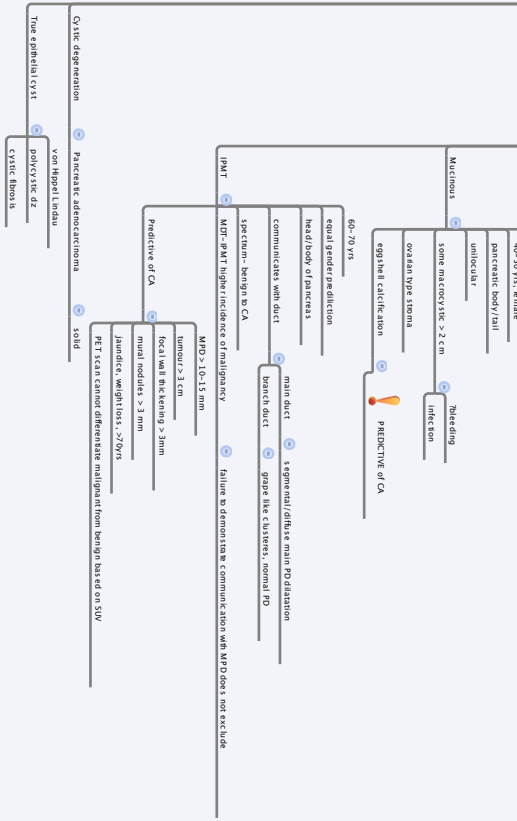 40-50 yrs, female
pancreatic body/tail
unilocular
some macrocystic > 2 cm
?bleeding
infection
ovarian type stroma
eggshell calcification
PREDICTIVE of CA
Mucinous
60-70 yrs
equal gender prediliction
head/body of pancreas
communicates with duct
main duct
segmental/diffuse main PD dilatation
branch duct
grape like clusteres, normal PD
spectrum- benign to CA
IPMT
MDT-IPMT higher incidence of malignancy
failure to demonstrate communication with MPD does not exclude
Predictive of CA
MPD > 10-15 mm
tumour > 3 cm
focal wall thickening > 3mm
mural nodules > 3 mm
jaundice, weight loss, >70yrs
PET scan cannot differentiate malignant from benign based on SUV
Cystic degeneration
Pancreatic adenocarcinoma
solid
True epithelial cyst
von Hippel Lindau
polycystic dz
cystic fibrosis